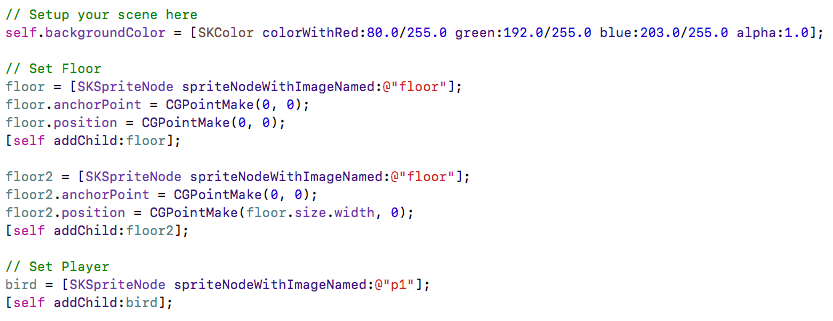 // Setup your scene here
self.backgroundColor = [SKColor colorWithRed:80.0/255.0 green:192.0/255.0 blue:203.0/255.0 alpha:1.0];
// Set Floor
floor = [SKSpriteNode spriteNodeWithImageNamed:@"floor"];
floor.anchorPoint = CGPointMake(0, 0);
floor.position = CGPointMake(0, 0);
[self addChild:floor];
floor2 = [SKSpriteNode spriteNodeWithImageNamed:@"floor"];
floor2.anchorPoint = CGPointMake(0, 0);
floor2.position = CGPointMake(floor.size.width, 0);
[self addChild:floor2];
// Set Player
bird = [SKSpriteNode spriteNodeWithImageNamed:@"p1"];
[self addChild:bird];